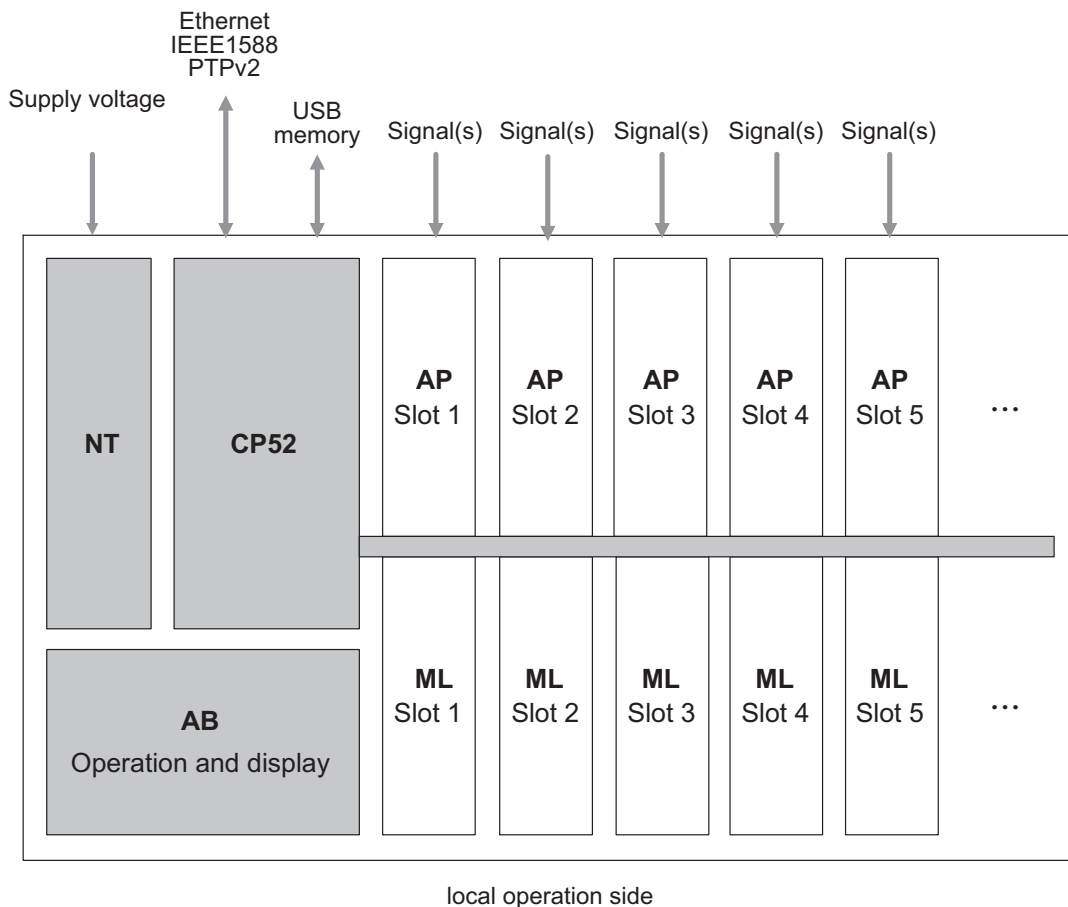 Ethernet
IEEE1588
PTPv2
Supply voltage
USB
memory
Signal(s) Signal(s) Signal(s) Signal(s) Signal(s)
AP AP AP AP AP
Slot 1 Slot 2 Slot 3 Slot 4 Slot 5 ...
NT CP52
ML ML ML ML ML
Slot 1 Slot 2 Slot 3 Slot 4 Slot 5 ...
AB
Operation and display
local operation side